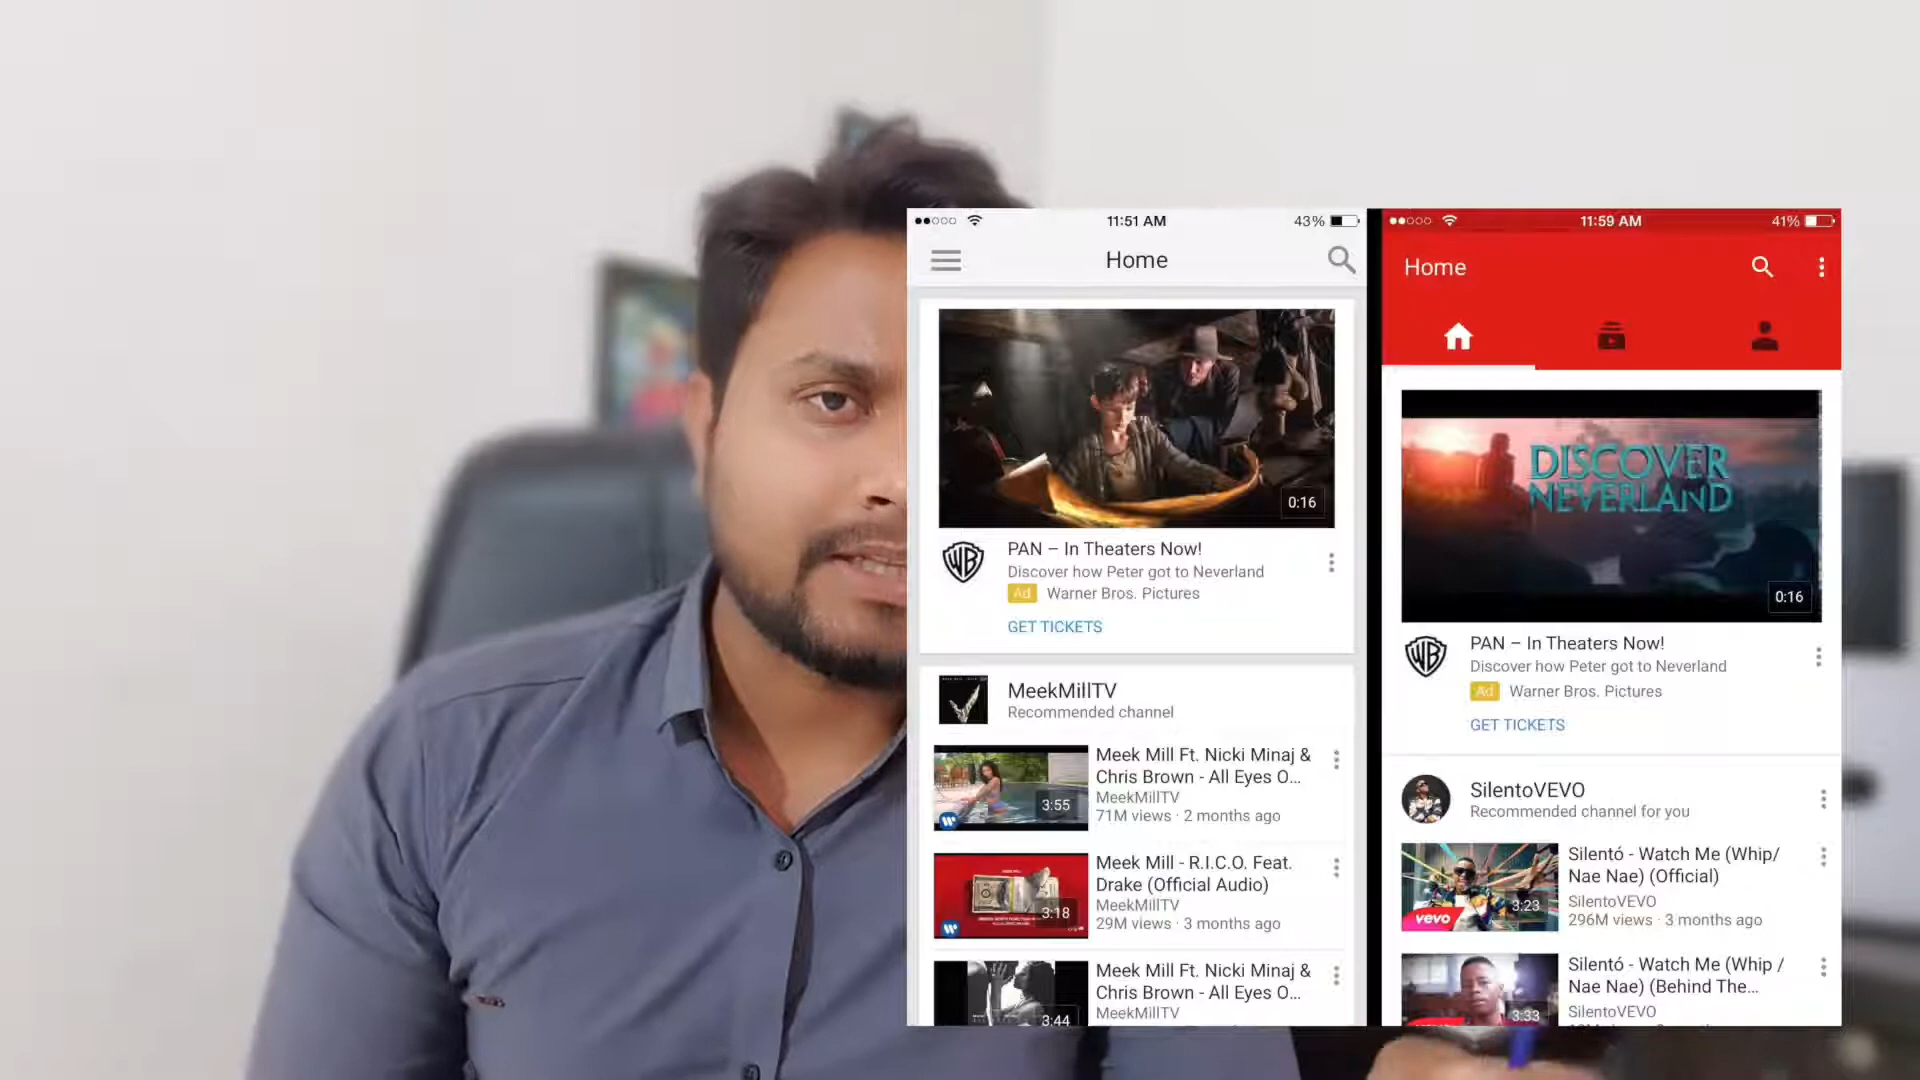 11:51 AM
43%
Home
0:16
PAN – In Theaters Now!
Discover how Peter got to Neverland
Ad Warner Bros. Pictures
GET TICKETS
MeekMillTV
Recommended channel
3:55
Meek Mill Ft. Nicki Minaj &
Chris Brown - All Eyes O...
MeekMillTV
71M views · 2 months ago
3:18
Meek Mill - R.I.C.O. Feat.
Drake (Official Audio)
MeekMillTV
29M views · 3 months ago
3:44
Meek Mill Ft. Nicki Minaj &
Chris Brown - All Eyes O...
MeekMillTV
11:59 AM
41%
Home
DISCOVER
NEVERLAND
0:16
PAN – In Theaters Now!
Discover how Peter got to Neverland
Ad Warner Bros. Pictures
GET TICKETS
SilentoVEVO
Recommended channel for you
vevo
3:23
Silentó - Watch Me (Whip/
Nae Nae) (Official)
SilentoVEVO
296M views · 3 months ago
3:33
Silentó - Watch Me (Whip /
Nae Nae) (Behind The...
SilentoVEVO